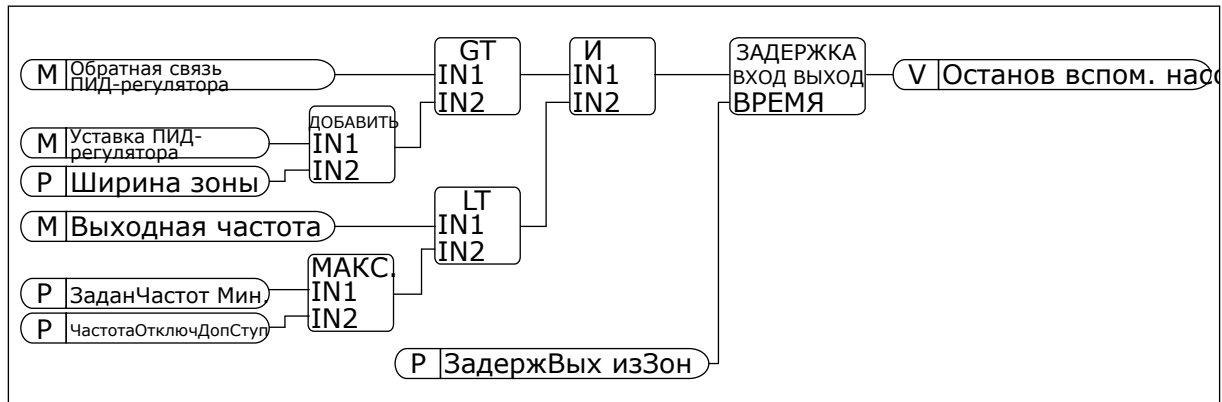 GT
И
ЗАДЕРЖКА
M Обратная связь
ПИД-регулятора
IN1
IN1
ВХОД ВЫХОД
V Останов вспом. насо
IN2
IN2
ВРЕМЯ
ДОБАВИТЬ
M Уставка ПИД-
регулятора
IN1
P Ширина зоны
IN2
LT
M Выходная частота
IN1
IN2
МАКС.
P ЗаданЧастот Мин.
IN1
P ЧастотаОтключДопСтуп
IN2
P ЗадержВых изЗон